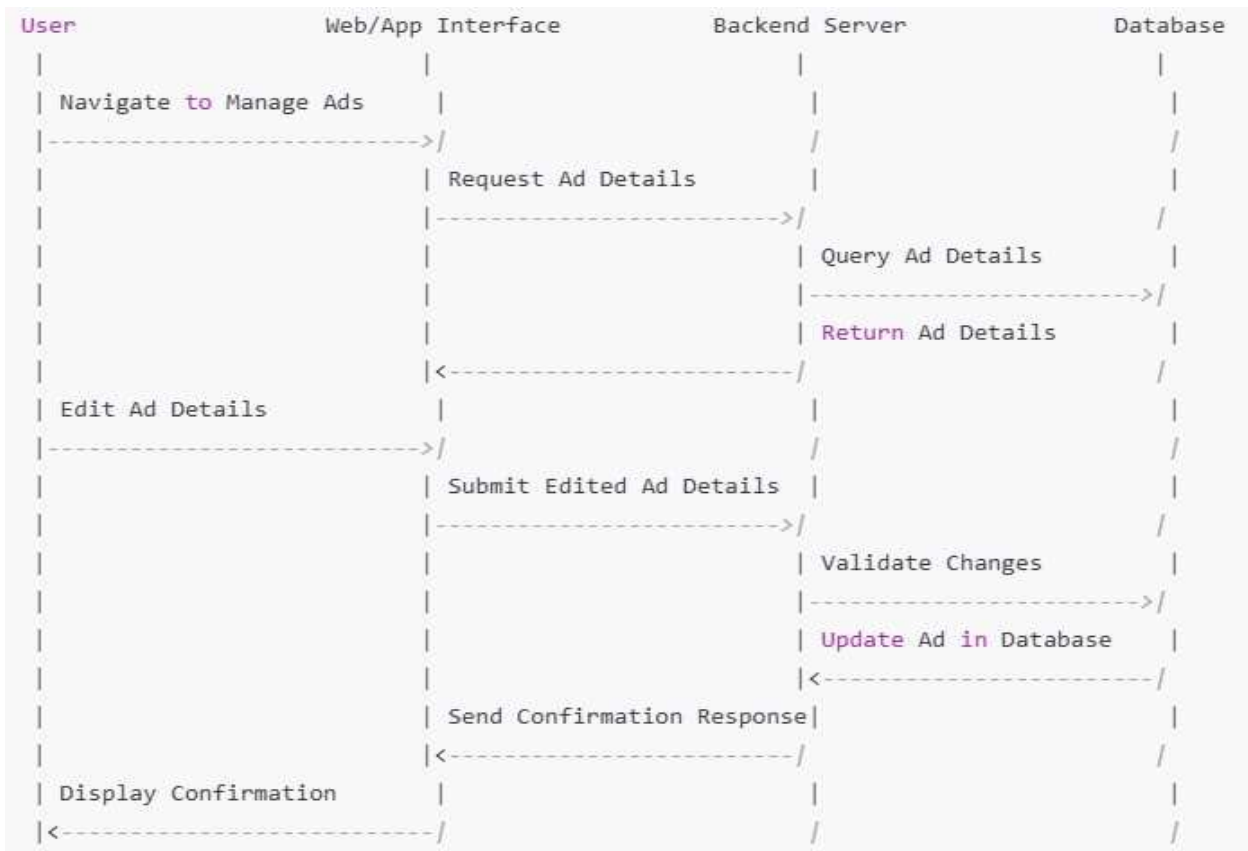 User Web/App Interface Backend Server Database
| | | |
| Navigate to Manage Ads | | |
|--------------------------->/ / /
| | Request Ad Details | |
| |------------------------->/ /
| | | Query Ad Details |
| | |------------------------>/
| | | Return Ad Details |
| |<--------------------------/ /
| Edit Ad Details | | |
|--------------------------->/ / /
| | Submit Edited Ad Details | |
| |------------------------->/ /
| | | Validate Changes |
| | |------------------------>/
| | | Update Ad in Database |
| | |<------------------------/
| | Send Confirmation Response| |
| |<--------------------------/ /
| Display Confirmation | | |
|<---------------------------/ / /